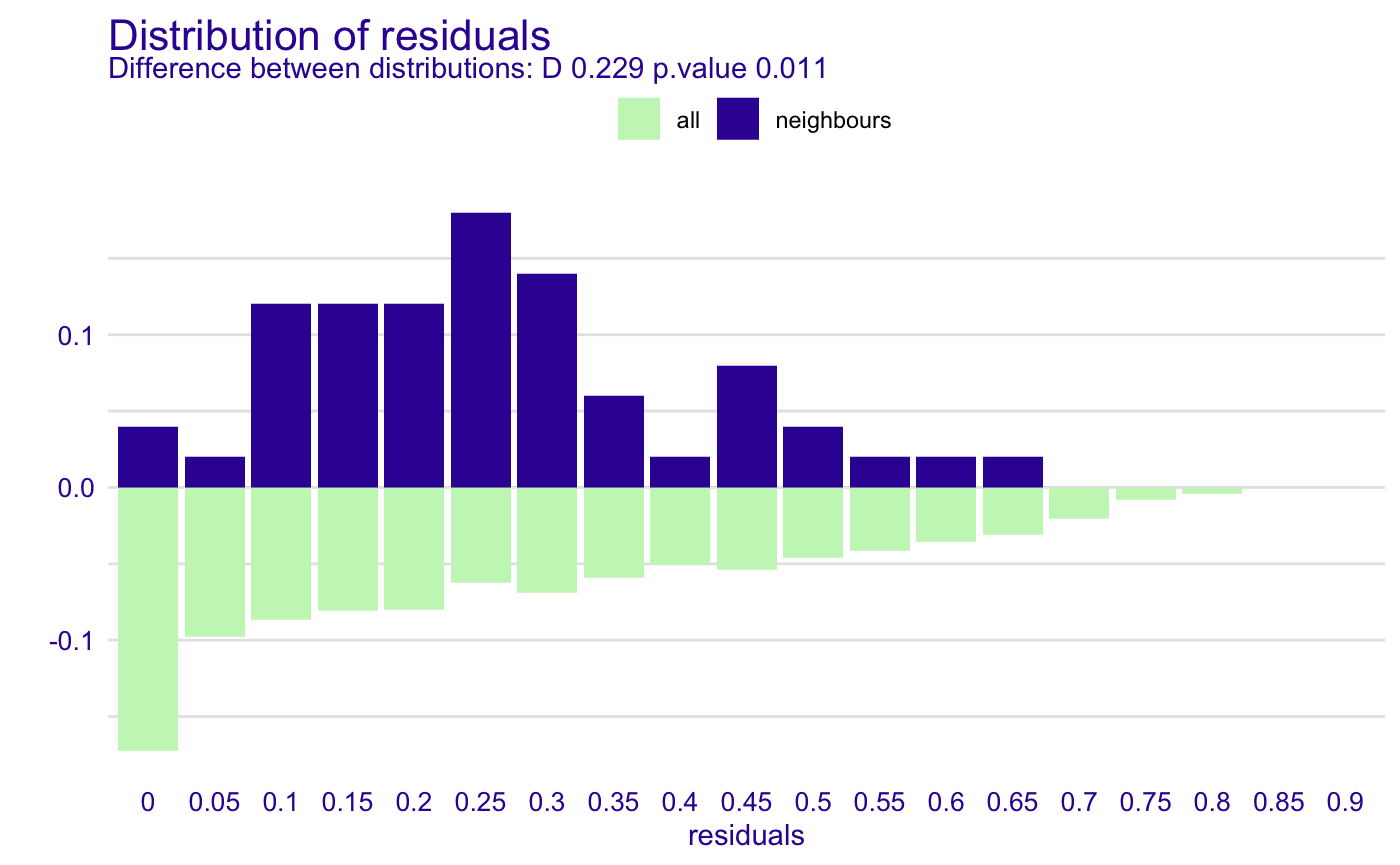 Distribution of residuals
Difference between distributions: D 0.229 p.value 0.011
all neighbours
0.1
0.0
-0.1
0 0.05 0.1 0.15 0.2 0.25 0.3 0.35 0.4 0.45 0.5 0.55 0.6 0.65 0.7 0.75 0.8 0.85 0.9
residuals